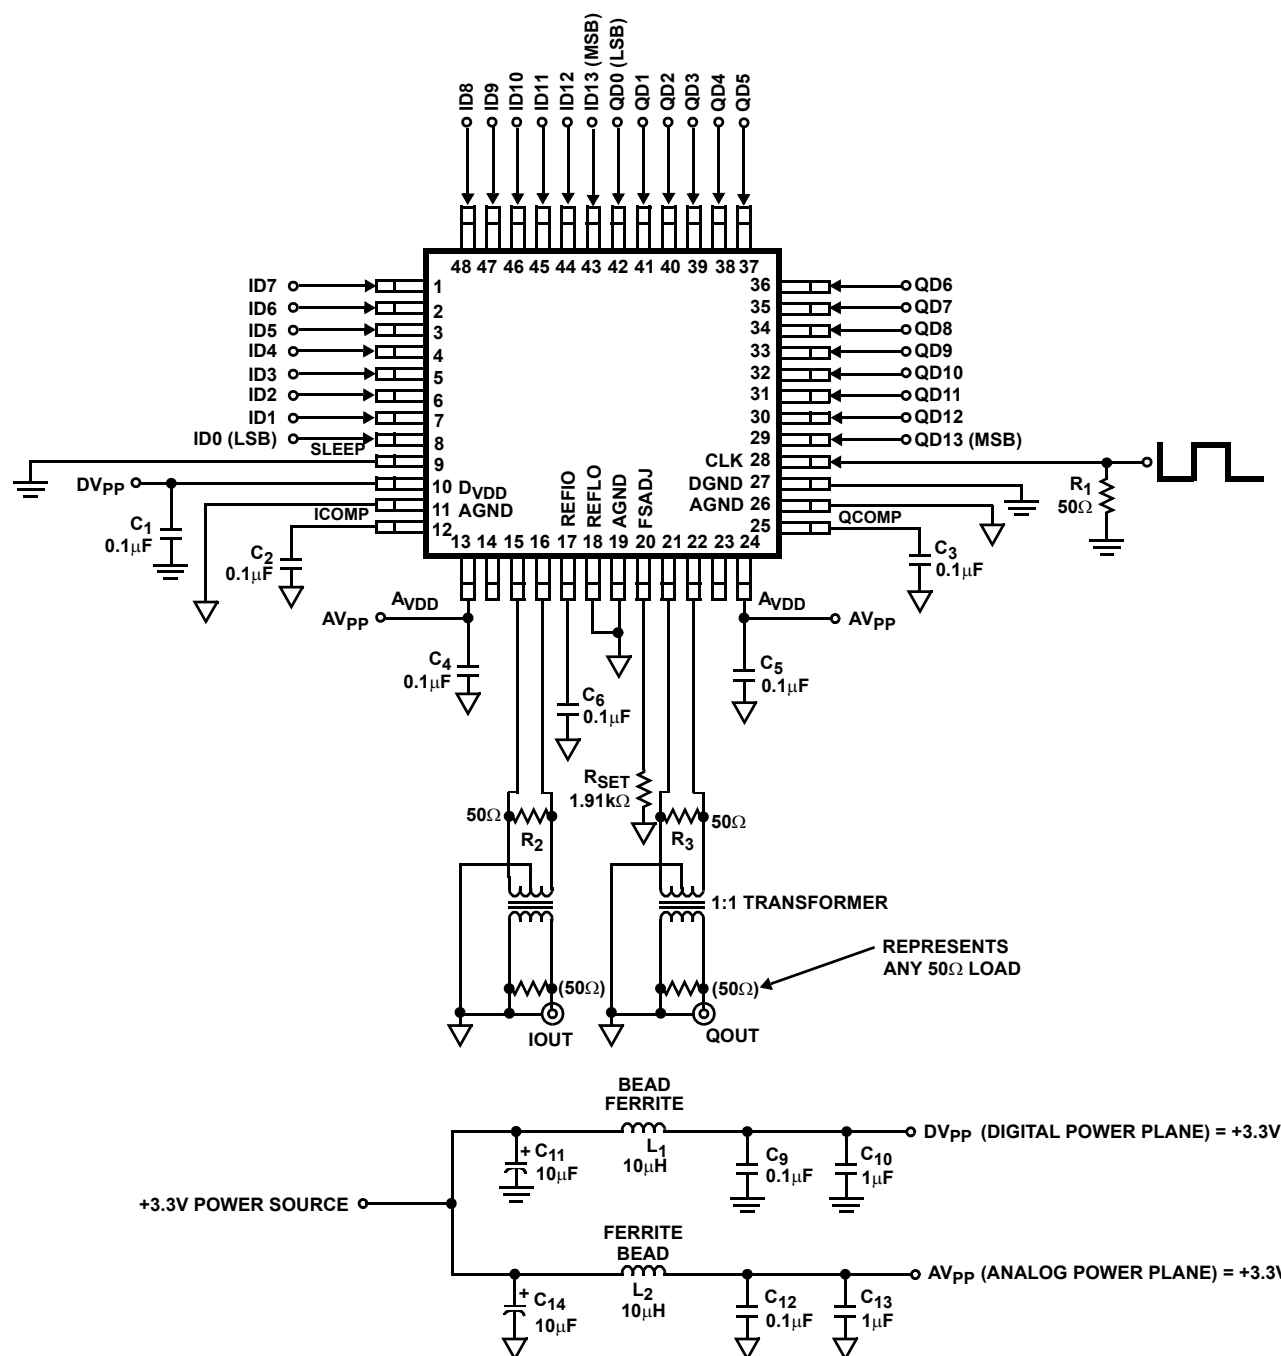 ID8
ID9
ID10
ID11
ID12
ID13 (MSB)
QD0 (LSB)
QD1
QD2
QD3
QD4
QD5
48 47 46 45 44 43 42 41 40 39 38 37
ID7
ID6
ID5
ID4
ID3
ID2
ID1
ID0 (LSB)
SLEEP
DVPP
ICOMP
1
2
3
4
5
6
7
8
9
10 DVDD
11 AGND
12
36
35
34
33
32
31
30
29
CLK 28
DGND 27
AGND 26
25
QD6
QD7
QD8
QD9
QD10
QD11
QD12
QD13 (MSB)
QCOMP
REFIO
REFLO
AGND
FSADJ
13 14 15 16 17 18 19 20 21 22 23 24
R1
50Ω
C1
0.1µF
C2
0.1µF
C3
0.1µF
AVPP
AVDD
AVDD
AVPP
C4
0.1µF
C5
0.1µF
C6
0.1µF
RSET
1.91kΩ
50Ω
R2
R3
50Ω
1:1 TRANSFORMER
REPRESENTS
ANY 50Ω LOAD
(50Ω)
(50Ω)
IOUT
QOUT
BEAD
FERRITE
L1
10µH
+ C11
10µF
C9
0.1µF
C10
1µF
DVPP (DIGITAL POWER PLANE) = +3.3V
+3.3V POWER SOURCE
FERRITE
BEAD
L2
10µH
+ C14
10µF
C12
0.1µF
C13
1µF
AVPP (ANALOG POWER PLANE) = +3.3V